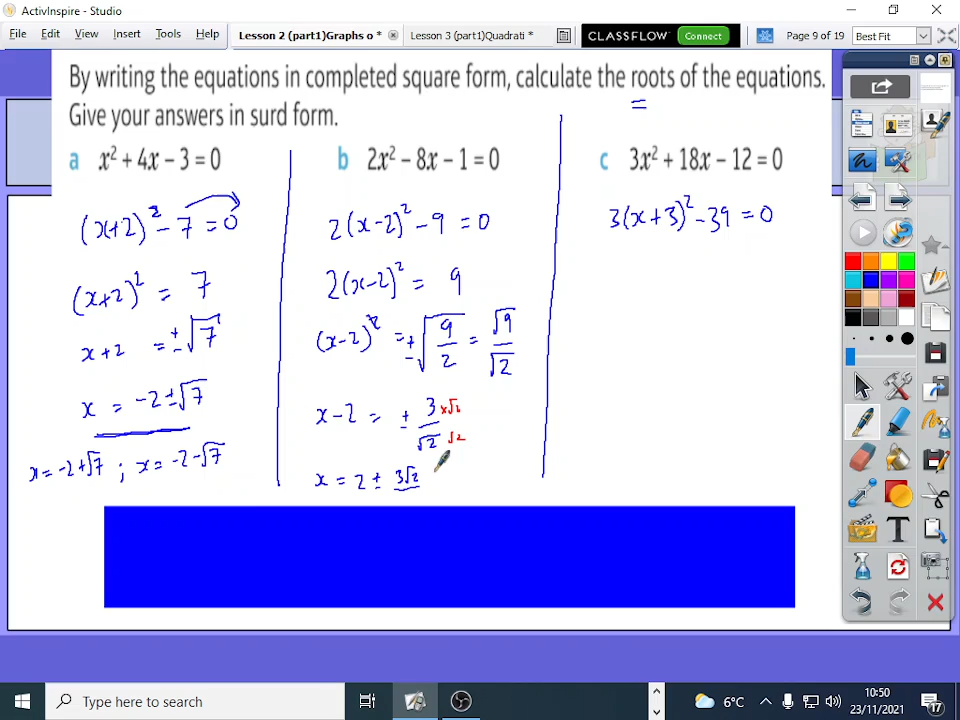 ActivInspire - Studio
File Edit View Insert Tools Help Lesson 2 (part1)Graphs o * Lesson 3 (part1)Quadrati * CLASSFLOW Connect Page 9 of 19 Best Fit
By writing the equations in completed square form, calculate the roots of the equations.
Give your answers in surd form.
=
a x² + 4x − 3 = 0
(x+2)² − 7 = 0
(x+2)² = 7
x+2 = ±√7
x = −2 ± √7
x = −2+√7 ; x = −2−√7
b 2x² − 8x − 1 = 0
2(x−2)² − 9 = 0
2(x−2)² = 9
(x−2)² = ±√(9/2) = √9/√2
x−2 = ± 3/√2 ×√2/√2
x = 2 ± 3√2
c 3x² + 18x − 12 = 0
3(x+3)² − 39 = 0
T
Type here to search
6°C
10:50
23/11/2021
17